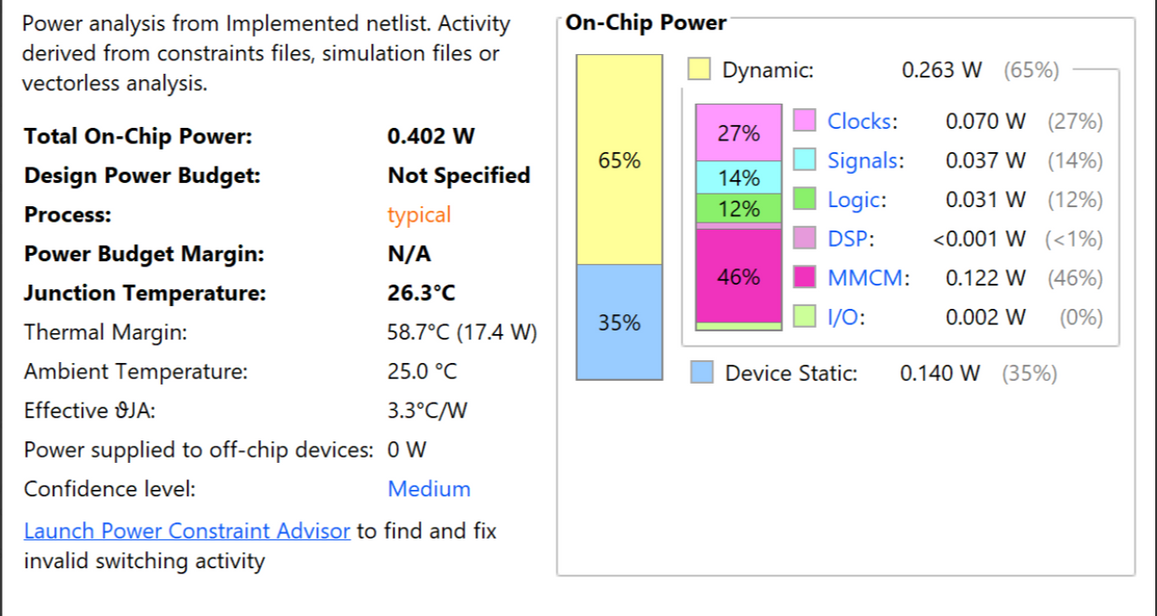 Power analysis from Implemented netlist. Activity
derived from constraints files, simulation files or
vectorless analysis.
Total On-Chip Power: 0.402 W
Design Power Budget: Not Specified
Process: typical
Power Budget Margin: N/A
Junction Temperature: 26.3°C
Thermal Margin: 58.7°C (17.4 W)
Ambient Temperature: 25.0 °C
Effective ϑJA: 3.3°C/W
Power supplied to off-chip devices: 0 W
Confidence level: Medium
Launch Power Constraint Advisor to find and fix
invalid switching activity
On-Chip Power
65%
35%
Dynamic: 0.263 W (65%)
27%
14%
12%
46%
Clocks: 0.070 W (27%)
Signals: 0.037 W (14%)
Logic: 0.031 W (12%)
DSP: <0.001 W (<1%)
MMCM: 0.122 W (46%)
I/O: 0.002 W (0%)
Device Static: 0.140 W (35%)